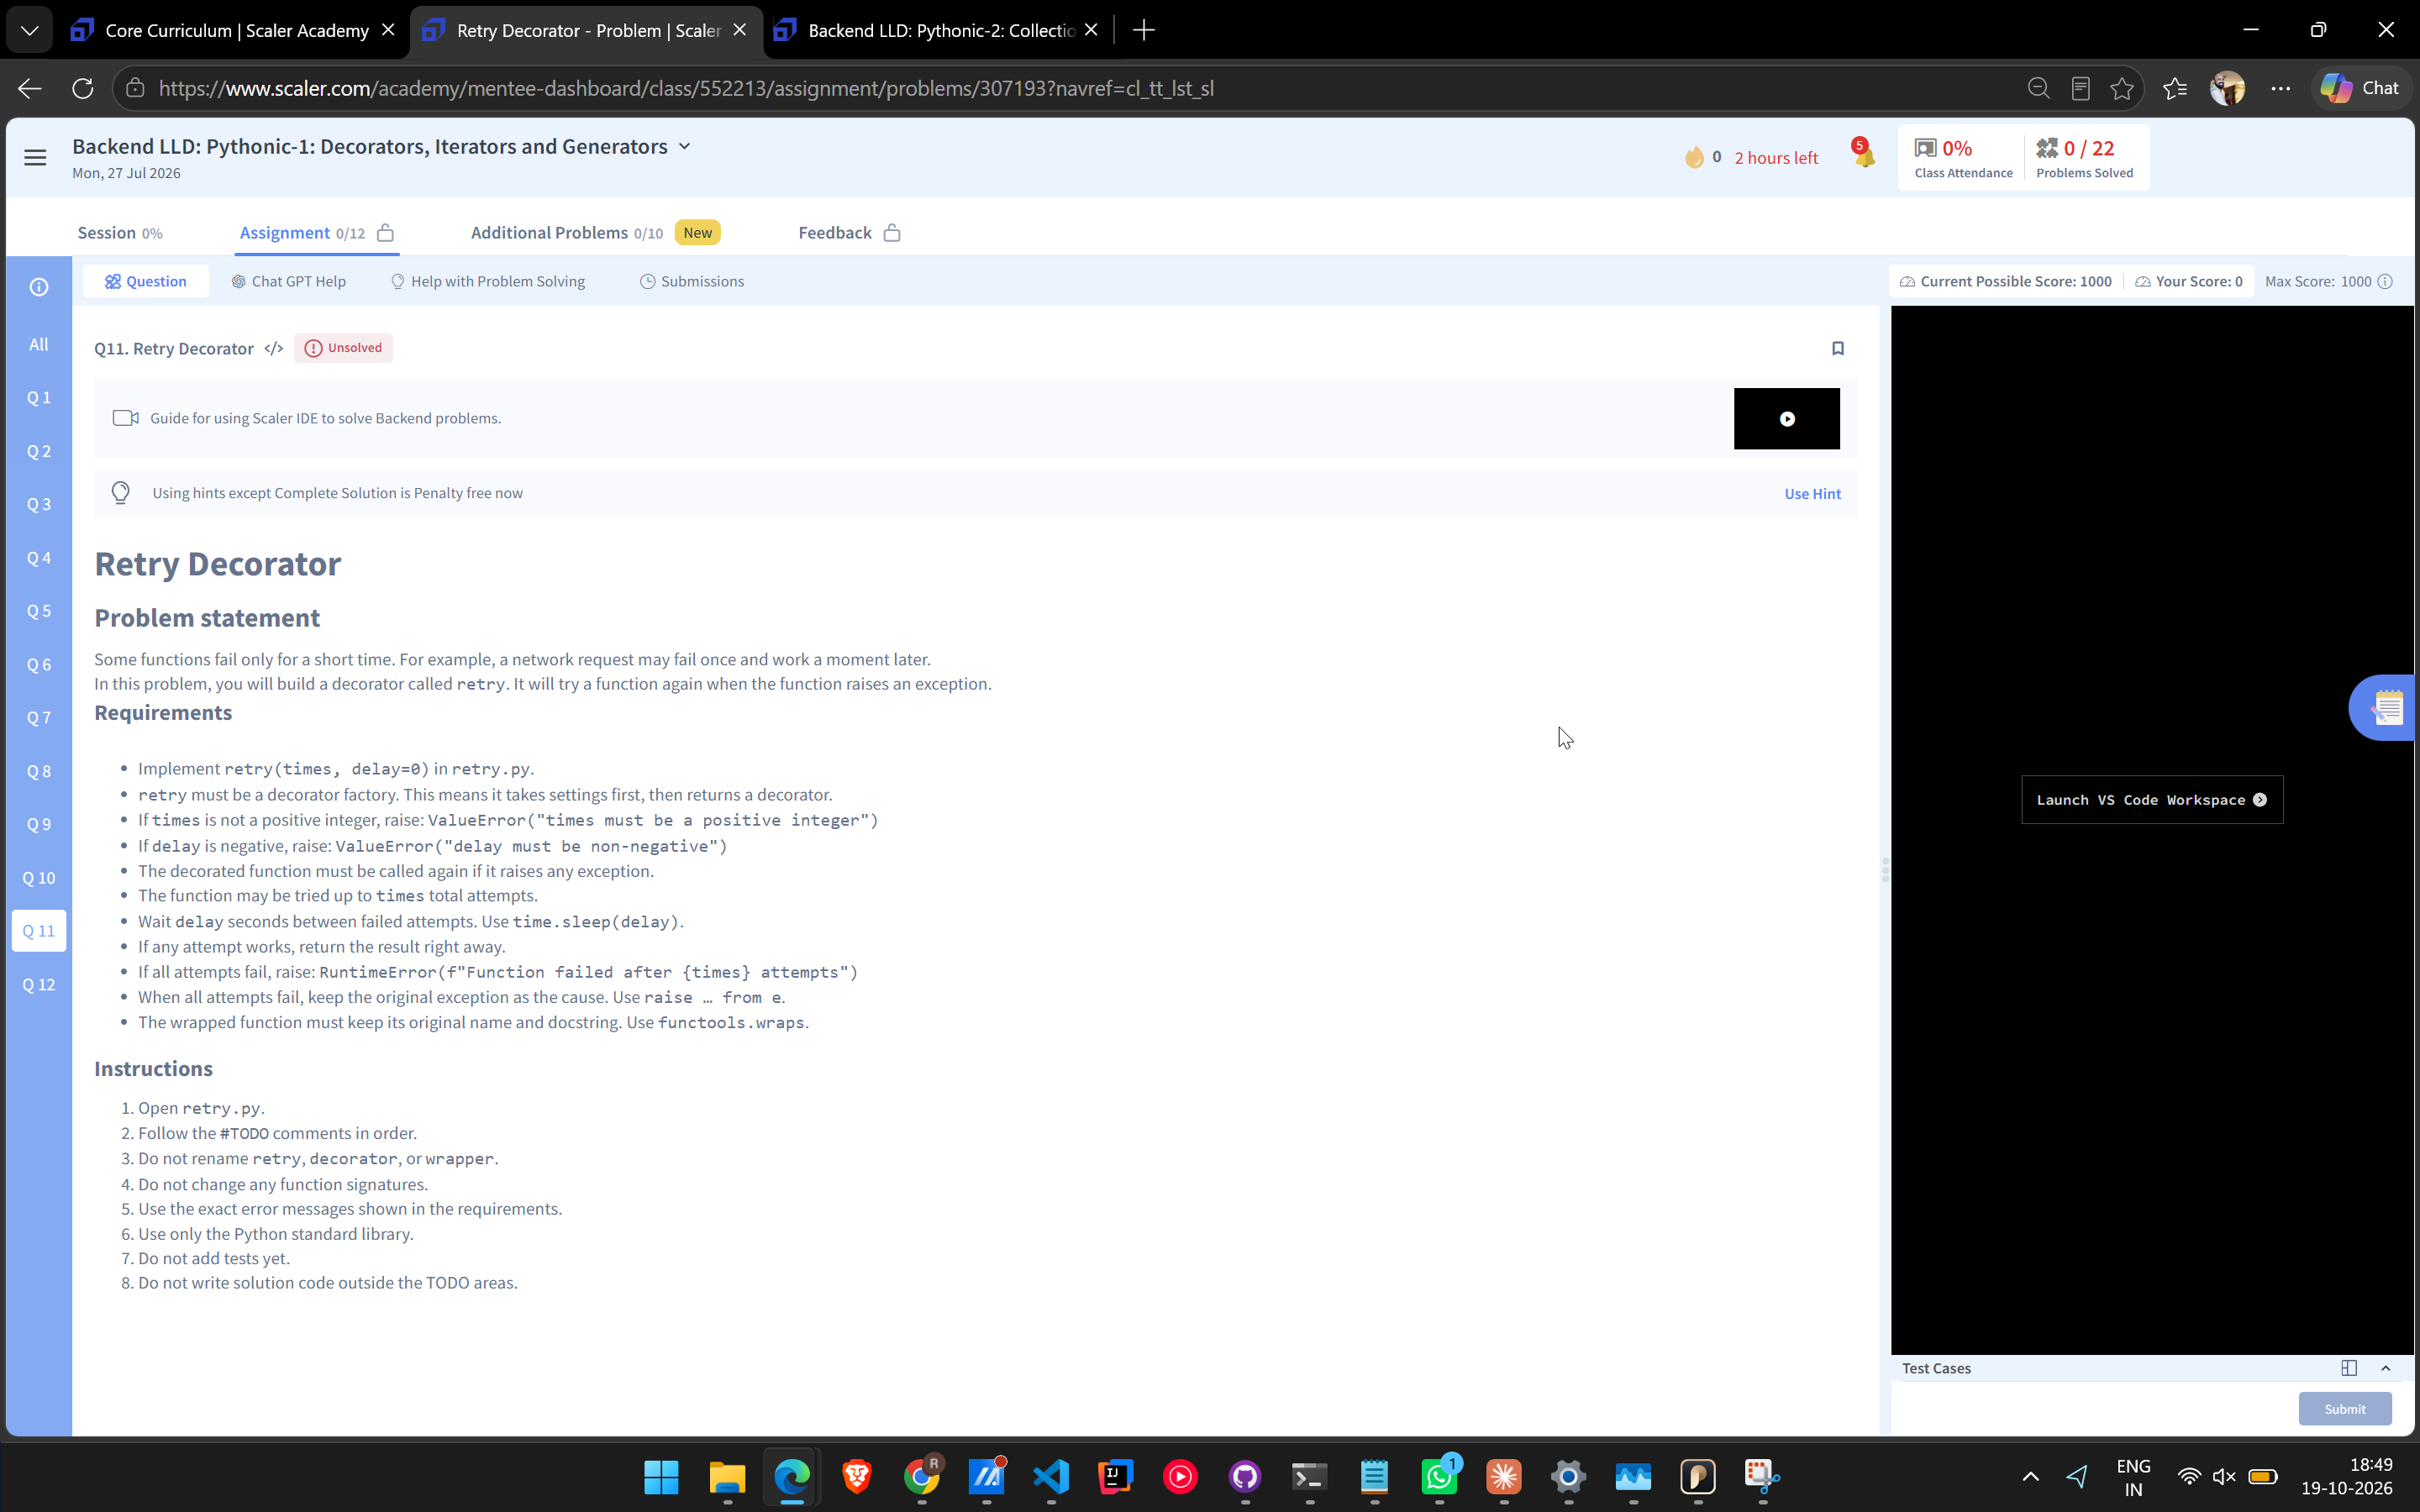 Core Curriculum | Scaler Academy
Retry Decorator - Problem | Scaler
Backend LLD: Pythonic-2: Collectio
https://www.scaler.com/academy/mentee-dashboard/class/552213/assignment/problems/307193?navref=cl_tt_lst_sl
Chat
Backend LLD: Pythonic-1: Decorators, Iterators and Generators
Mon, 27 Jul 2026
0 2 hours left
5
0%
Class Attendance
0 / 22
Problems Solved
Session 0%
Assignment 0/12
Additional Problems 0/10 New
Feedback
Question
Chat GPT Help
Help with Problem Solving
Submissions
Current Possible Score: 1000
Your Score: 0
Max Score: 1000
All
Q 1
Q 2
Q 3
Q 4
Q 5
Q 6
Q 7
Q 8
Q 9
Q 10
Q 11
Q 12
Q11. Retry Decorator </> Unsolved
Guide for using Scaler IDE to solve Backend problems.
Using hints except Complete Solution is Penalty free now
Use Hint
Retry Decorator
Problem statement
Some functions fail only for a short time. For example, a network request may fail once and work a moment later.
In this problem, you will build a decorator called retry. It will try a function again when the function raises an exception.
Requirements
• Implement retry(times, delay=0) in retry.py.
• retry must be a decorator factory. This means it takes settings first, then returns a decorator.
• If times is not a positive integer, raise: ValueError("times must be a positive integer")
• If delay is negative, raise: ValueError("delay must be non-negative")
• The decorated function must be called again if it raises any exception.
• The function may be tried up to times total attempts.
• Wait delay seconds between failed attempts. Use time.sleep(delay).
• If any attempt works, return the result right away.
• If all attempts fail, raise: RuntimeError(f"Function failed after {times} attempts")
• When all attempts fail, keep the original exception as the cause. Use raise … from e.
• The wrapped function must keep its original name and docstring. Use functools.wraps.
Instructions
1. Open retry.py.
2. Follow the #TODO comments in order.
3. Do not rename retry, decorator, or wrapper.
4. Do not change any function signatures.
5. Use the exact error messages shown in the requirements.
6. Use only the Python standard library.
7. Do not add tests yet.
8. Do not write solution code outside the TODO areas.
Launch VS Code Workspace
Test Cases
Submit
R
IJ
1
ENG
IN
18:49
19-10-2026